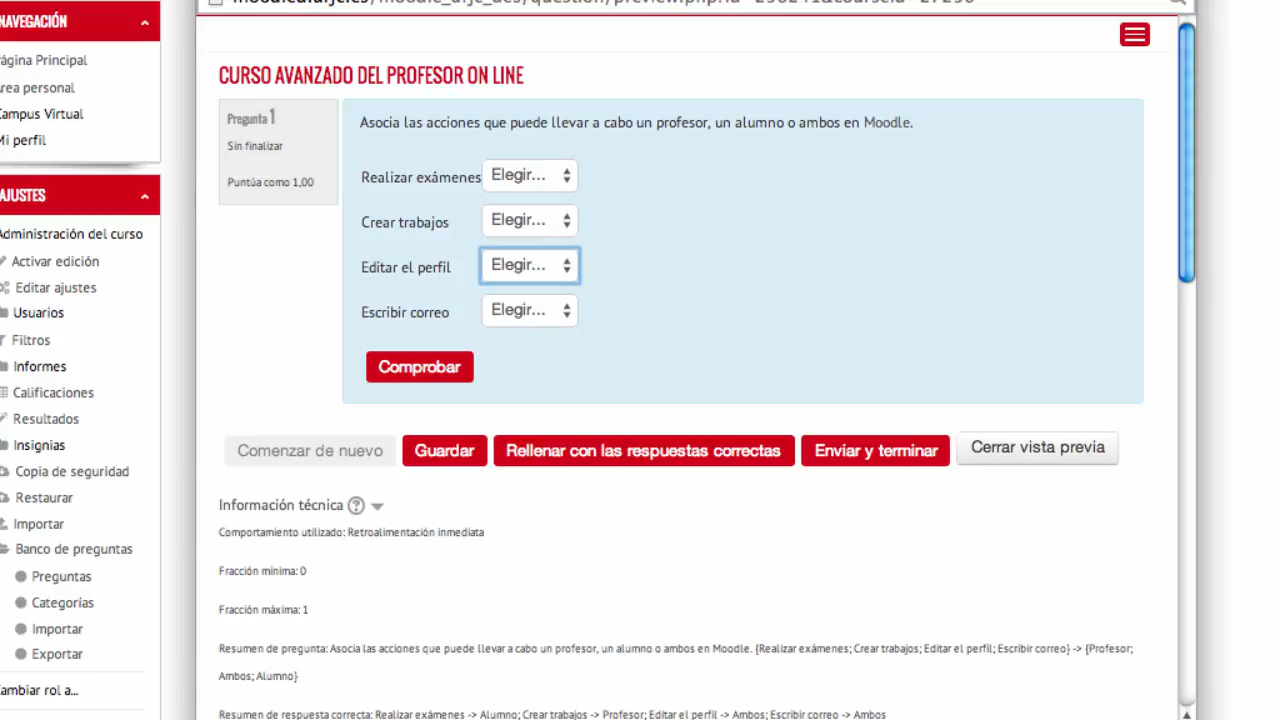 NAVEGACIÓN
ágina Principal
rea personal
Campus Virtual
Mi perfil
AJUSTES
Administración del curso
Activar edición
Editar ajustes
Usuarios
Filtros
Informes
Calificaciones
Resultados
Insignias
Copia de seguridad
Restaurar
Importar
Banco de preguntas
Preguntas
Categorías
Importar
Exportar
ambiar rol a...
CURSO AVANZADO DEL PROFESOR ON LINE
Pregunta 1
Sin finalizar
Puntúa como 1,00
Asocia las acciones que puede llevar a cabo un profesor, un alumno o ambos en Moodle.
Realizar exámenes Elegir...
Crear trabajos Elegir...
Editar el perfil Elegir...
Escribir correo Elegir...
Comprobar
Comenzar de nuevo Guardar Rellenar con las respuestas correctas Enviar y terminar Cerrar vista previa
Información técnica ?
Comportamiento utilizado: Retroalimentación inmediata
Fracción mínima: 0
Fracción máxima: 1
Resumen de pregunta: Asocia las acciones que puede llevar a cabo un profesor, un alumno o ambos en Moodle. {Realizar exámenes; Crear trabajos; Editar el perfil; Escribir correo} -> {Profesor;
Ambos; Alumno}
Resumen de respuesta correcta: Realizar exámenes -> Alumno; Crear trabajos -> Profesor; Editar el perfil -> Ambos; Escribir correo -> Ambos